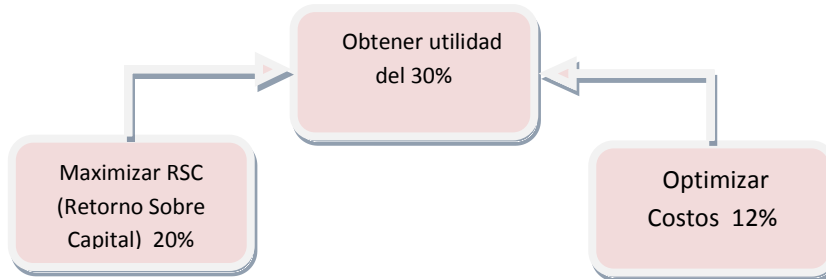 Obtener utilidad
del 30%
Maximizar RSC
(Retorno Sobre
Capital) 20%
Optimizar
Costos 12%